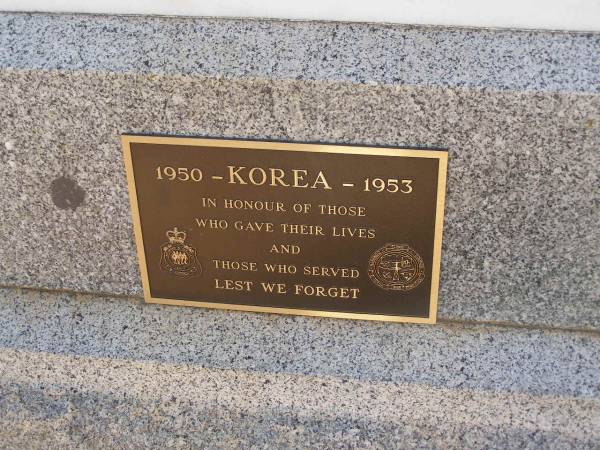 1950 - KOREA - 1953
IN HONOUR OF THOSE
WHO GAVE THEIR LIVES
AND
THOSE WHO SERVED
LEST WE FORGET